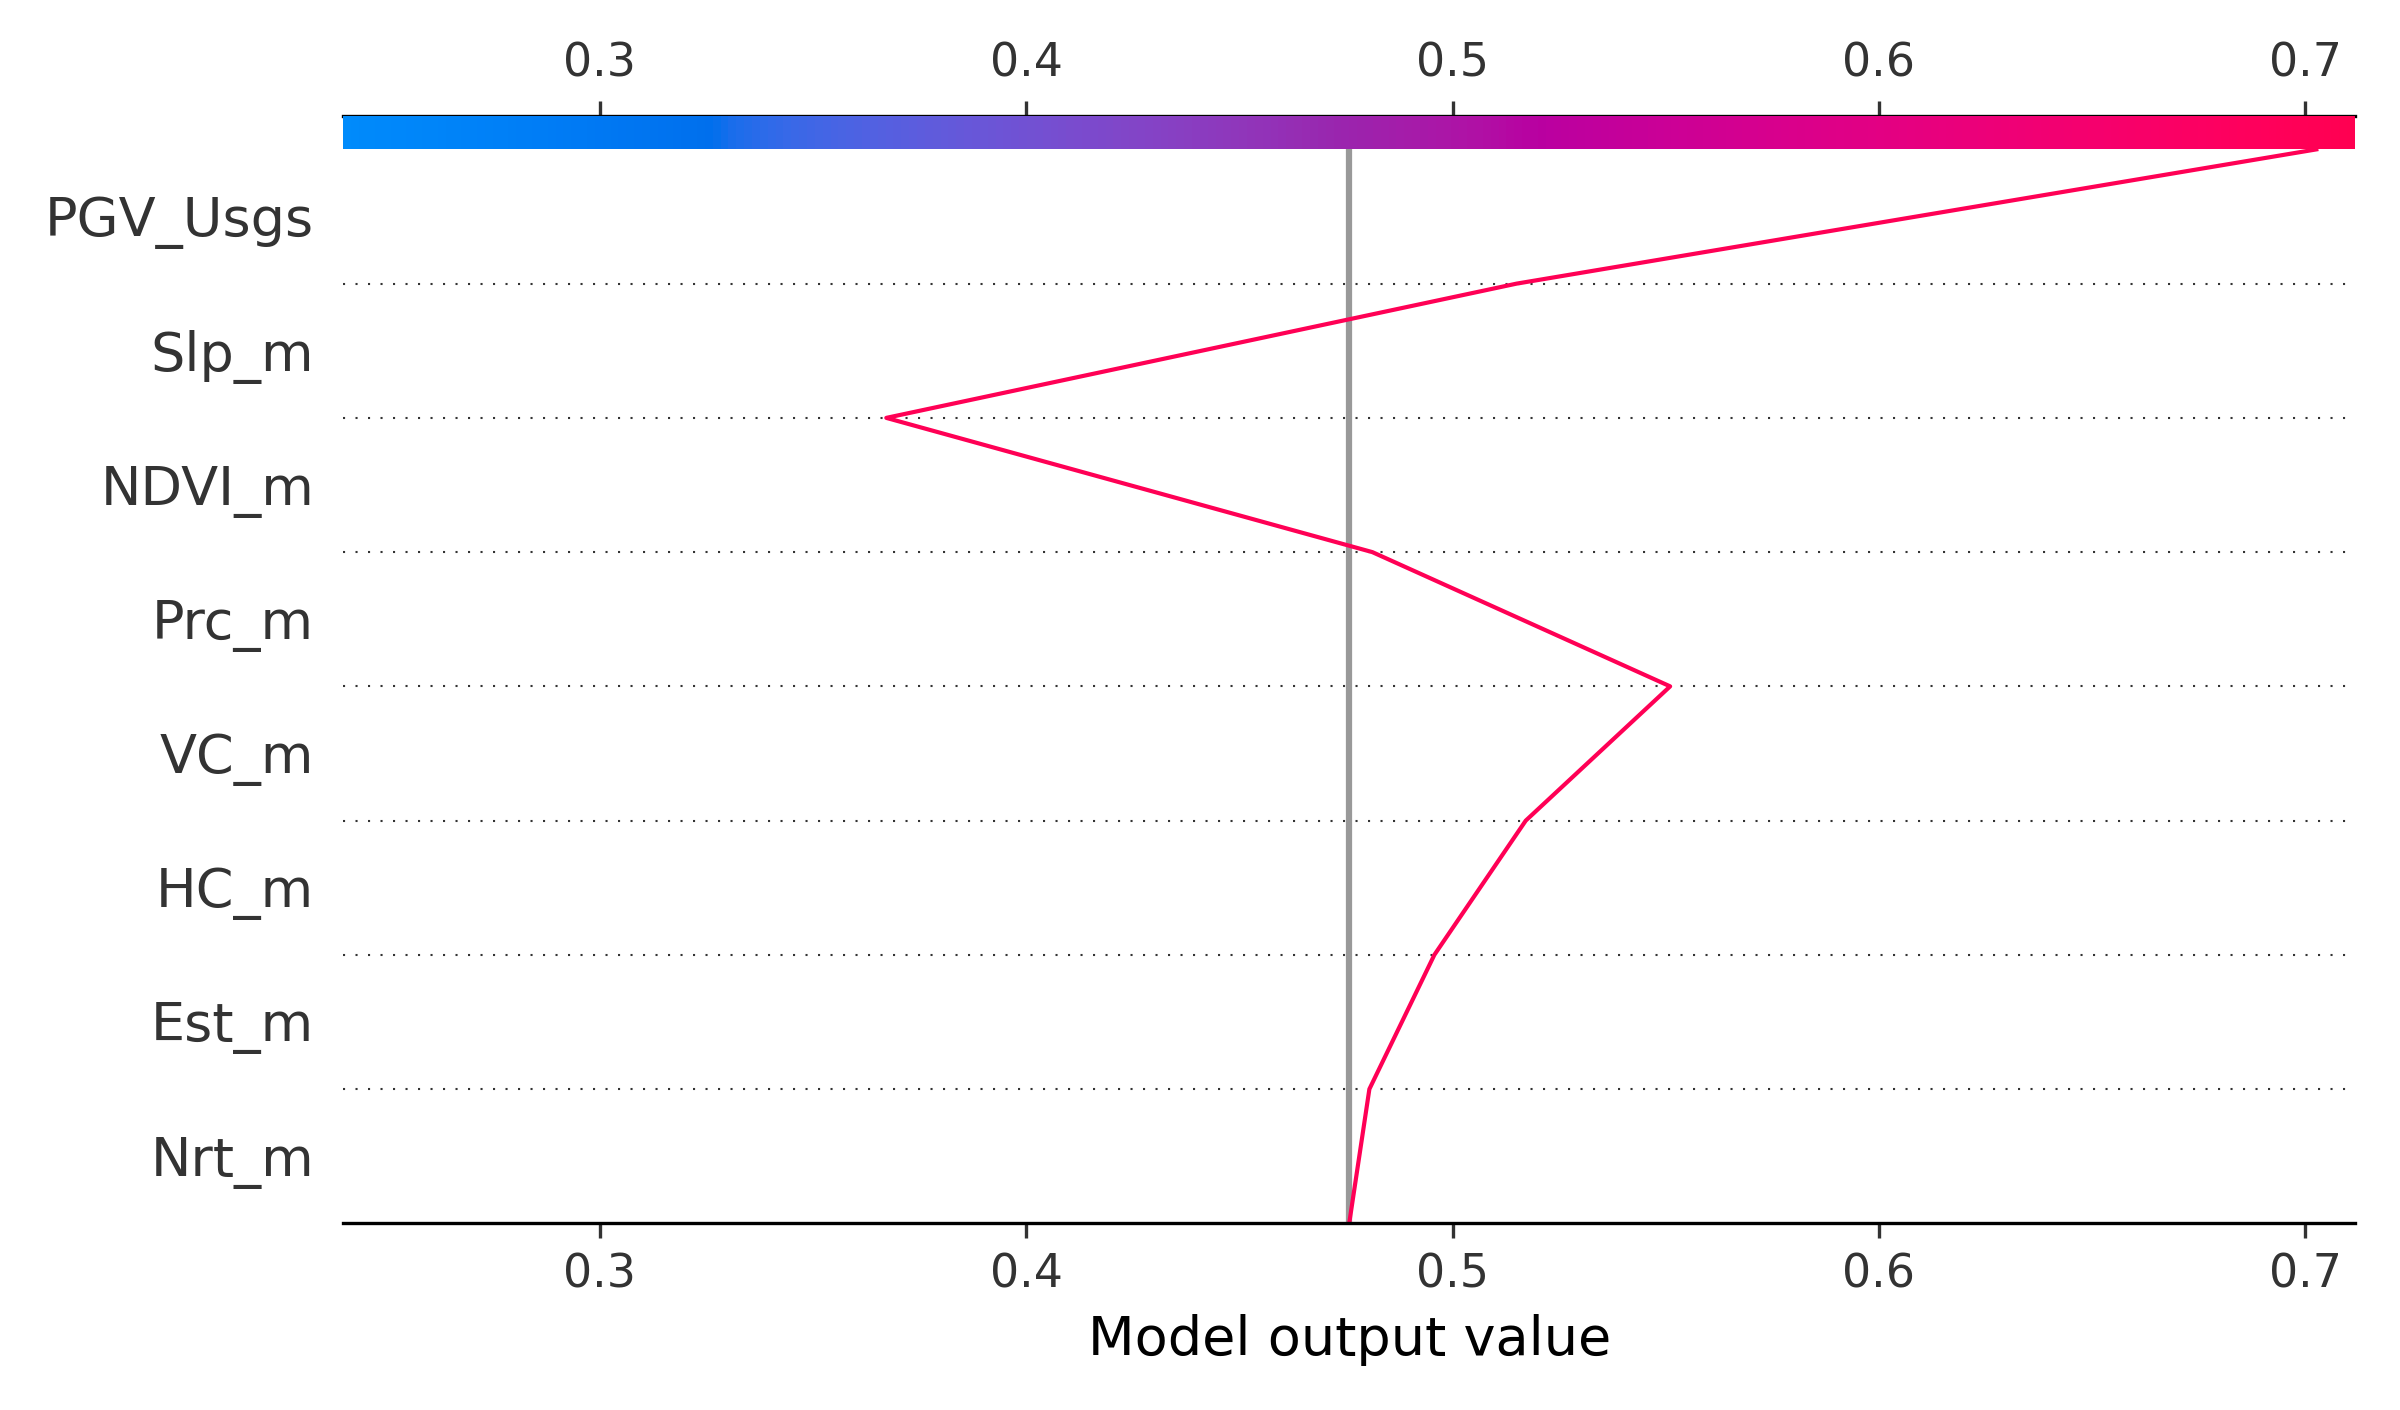 0.3 0.4 0.5 0.6 0.7
PGV_Usgs
Slp_m
NDVI_m
Prc_m
VC_m
HC_m
Est_m
Nrt_m
0.3 0.4 0.5 0.6 0.7
Model output value